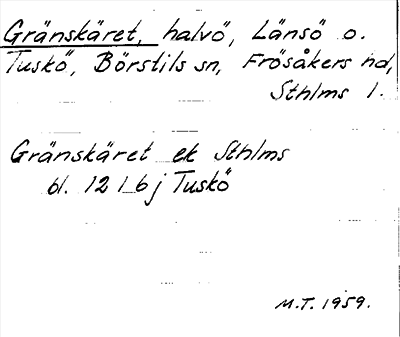 Gränskäret, halvö, Länsö o.
Tuskö, Börstils sn, Frösåkers hd,
Sthlms l.
Gränskäret ek Sthlms
bl. 12 I 6 j Tuskö
M.T. 1959.